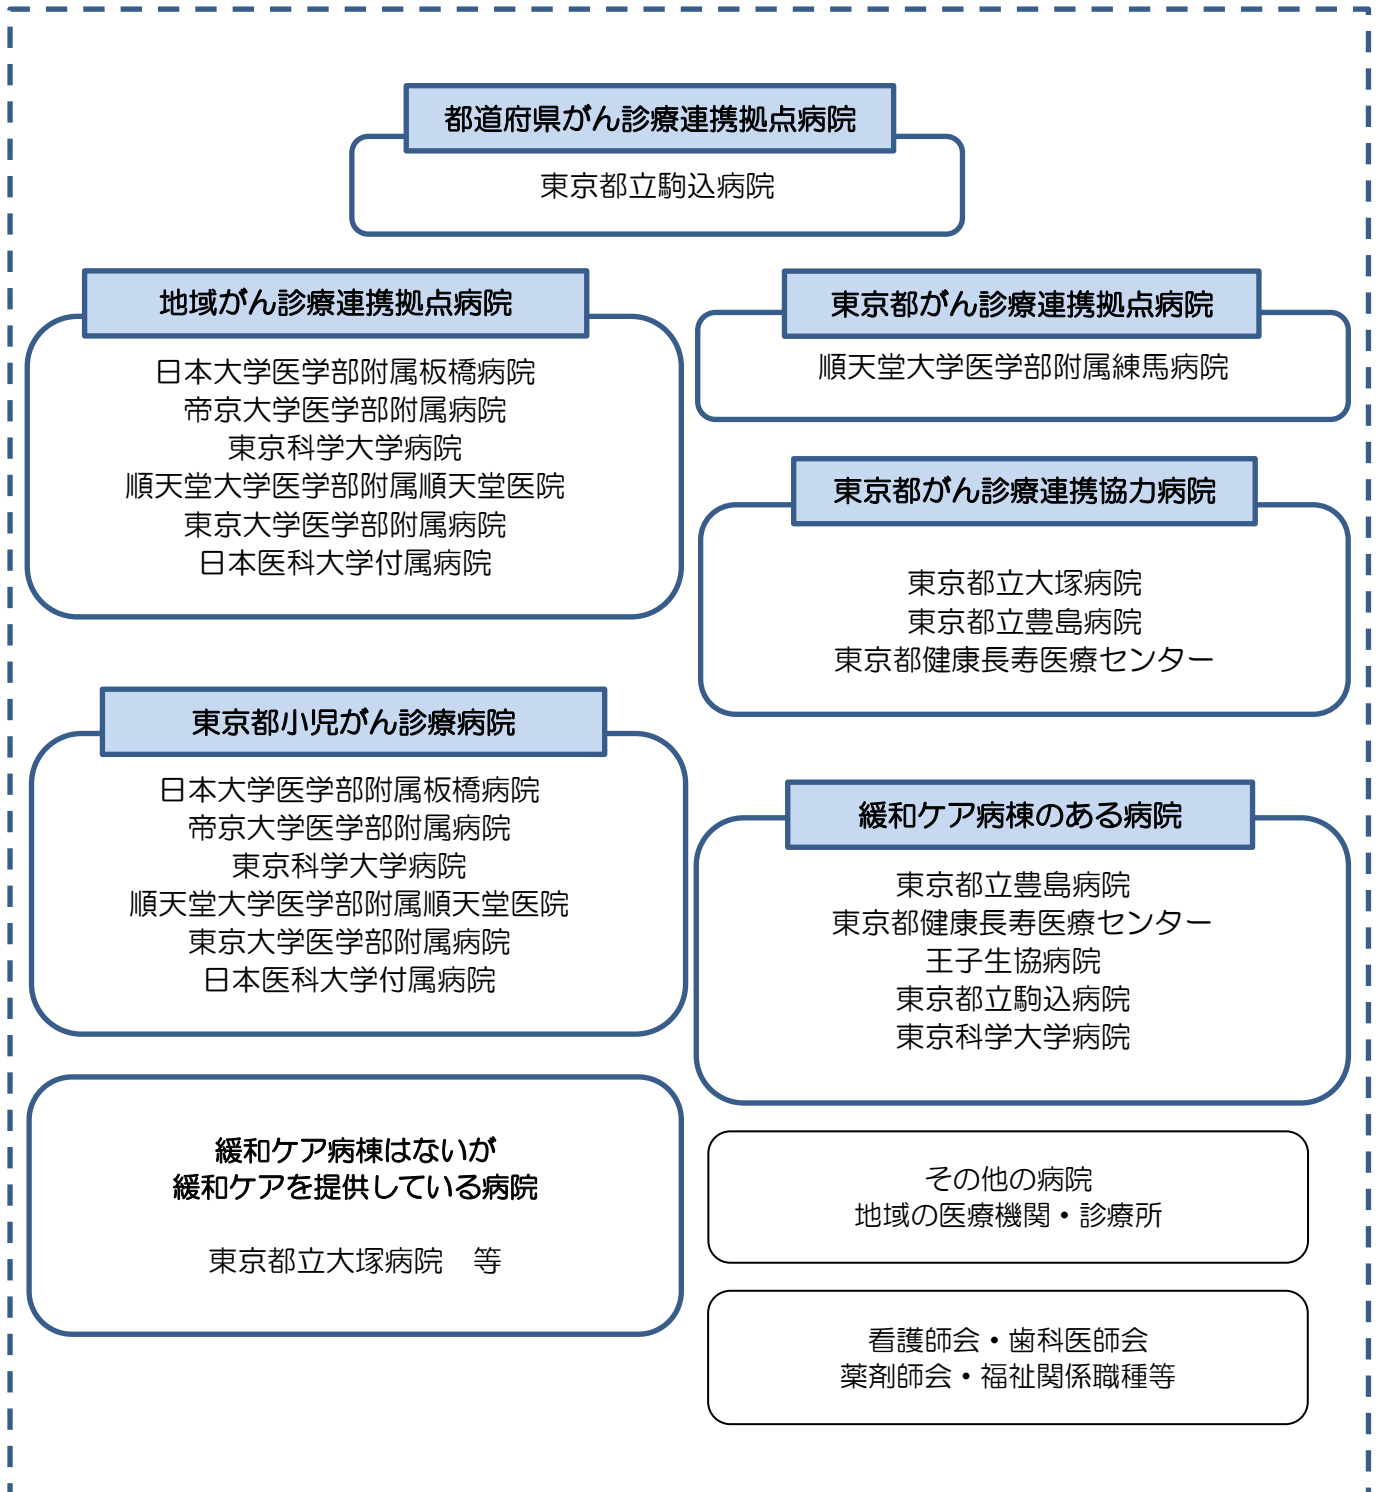 都道府県がん診療連携拠点病院
東京都立駒込病院
地域がん診療連携拠点病院
日本大学医学部附属板橋病院
帝京大学医学部附属病院
東京科学大学病院
順天堂大学医学部附属順天堂医院
東京大学医学部附属病院
日本医科大学付属病院
東京都がん診療連携拠点病院
順天堂大学医学部附属練馬病院
東京都がん診療連携協力病院
東京都立大塚病院
東京都立豊島病院
東京都健康長寿医療センター
東京都小児がん診療病院
日本大学医学部附属板橋病院
帝京大学医学部附属病院
東京科学大学病院
順天堂大学医学部附属順天堂医院
東京大学医学部附属病院
日本医科大学付属病院
緩和ケア病棟のある病院
東京都立豊島病院
東京都健康長寿医療センター
王子生協病院
東京都立駒込病院
東京科学大学病院
緩和ケア病棟はないが
緩和ケアを提供している病院
東京都立大塚病院　等
その他の病院
地域の医療機関・診療所
看護師会・歯科医師会
薬剤師会・福祉関係職種等